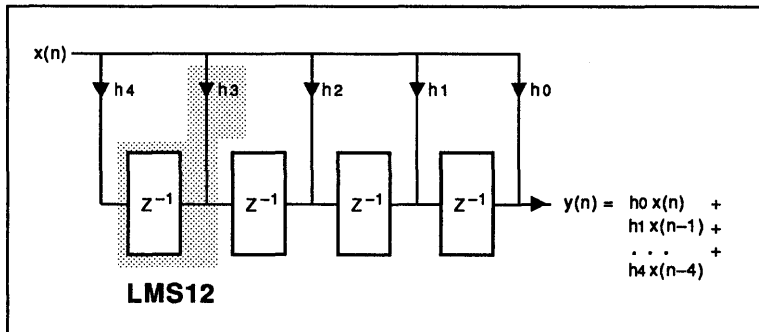 x(n)
h4 h3 h2 h1 h0
z⁻¹ z⁻¹ z⁻¹ z⁻¹
y(n) = h0 x(n) +
h1 x(n−1) +
. . . +
h4 x(n−4)
LMS12